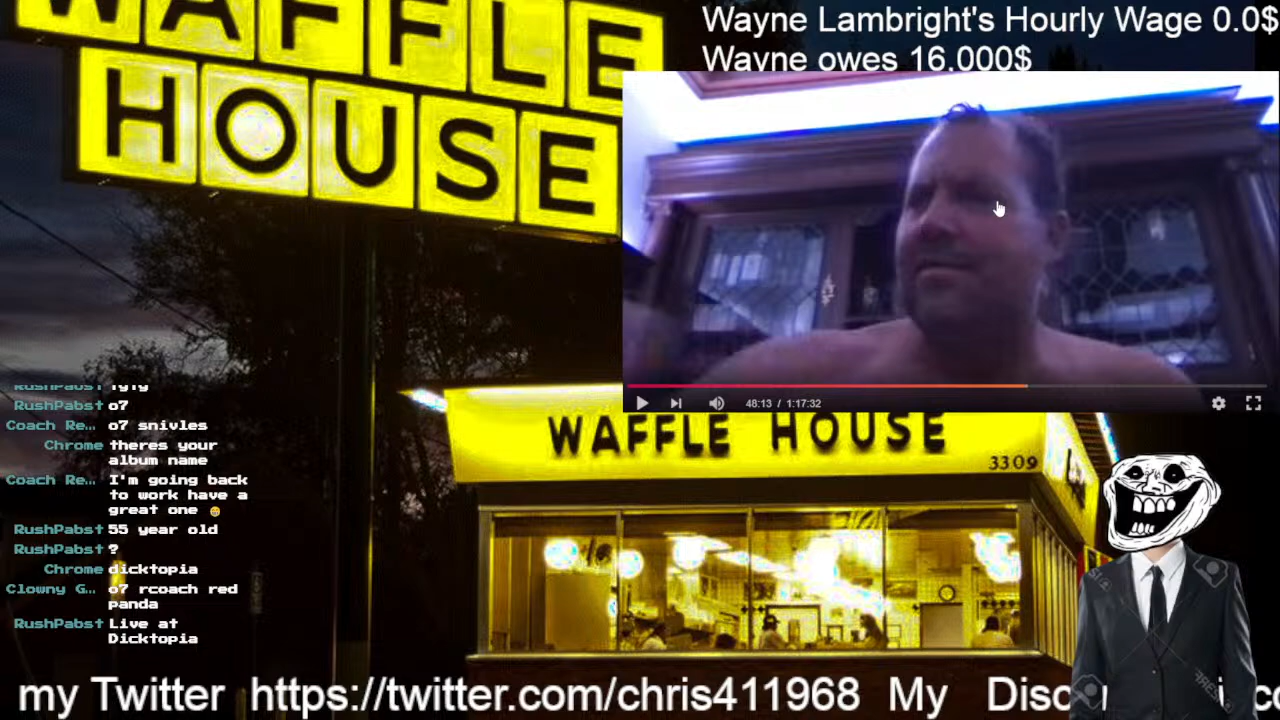 WAFFLE
HOUSE
Wayne Lambright's Hourly Wage 0.0$
Wayne owes 16,000$
48:13 / 1:17:32
WAFFLE HOUSE
3309
RushPabst
RushPabst o7
Coach Re… o7 snivles
Chrome theres your
album name
Coach Re… I'm going back
to work have a
great one
RushPabst 55 year old
RushPabst ?
Chrome dicktopia
Clowny G… o7 rcoach red
panda
RushPabst Live at
Dicktopia
my Twitter https://twitter.com/chris411968 My